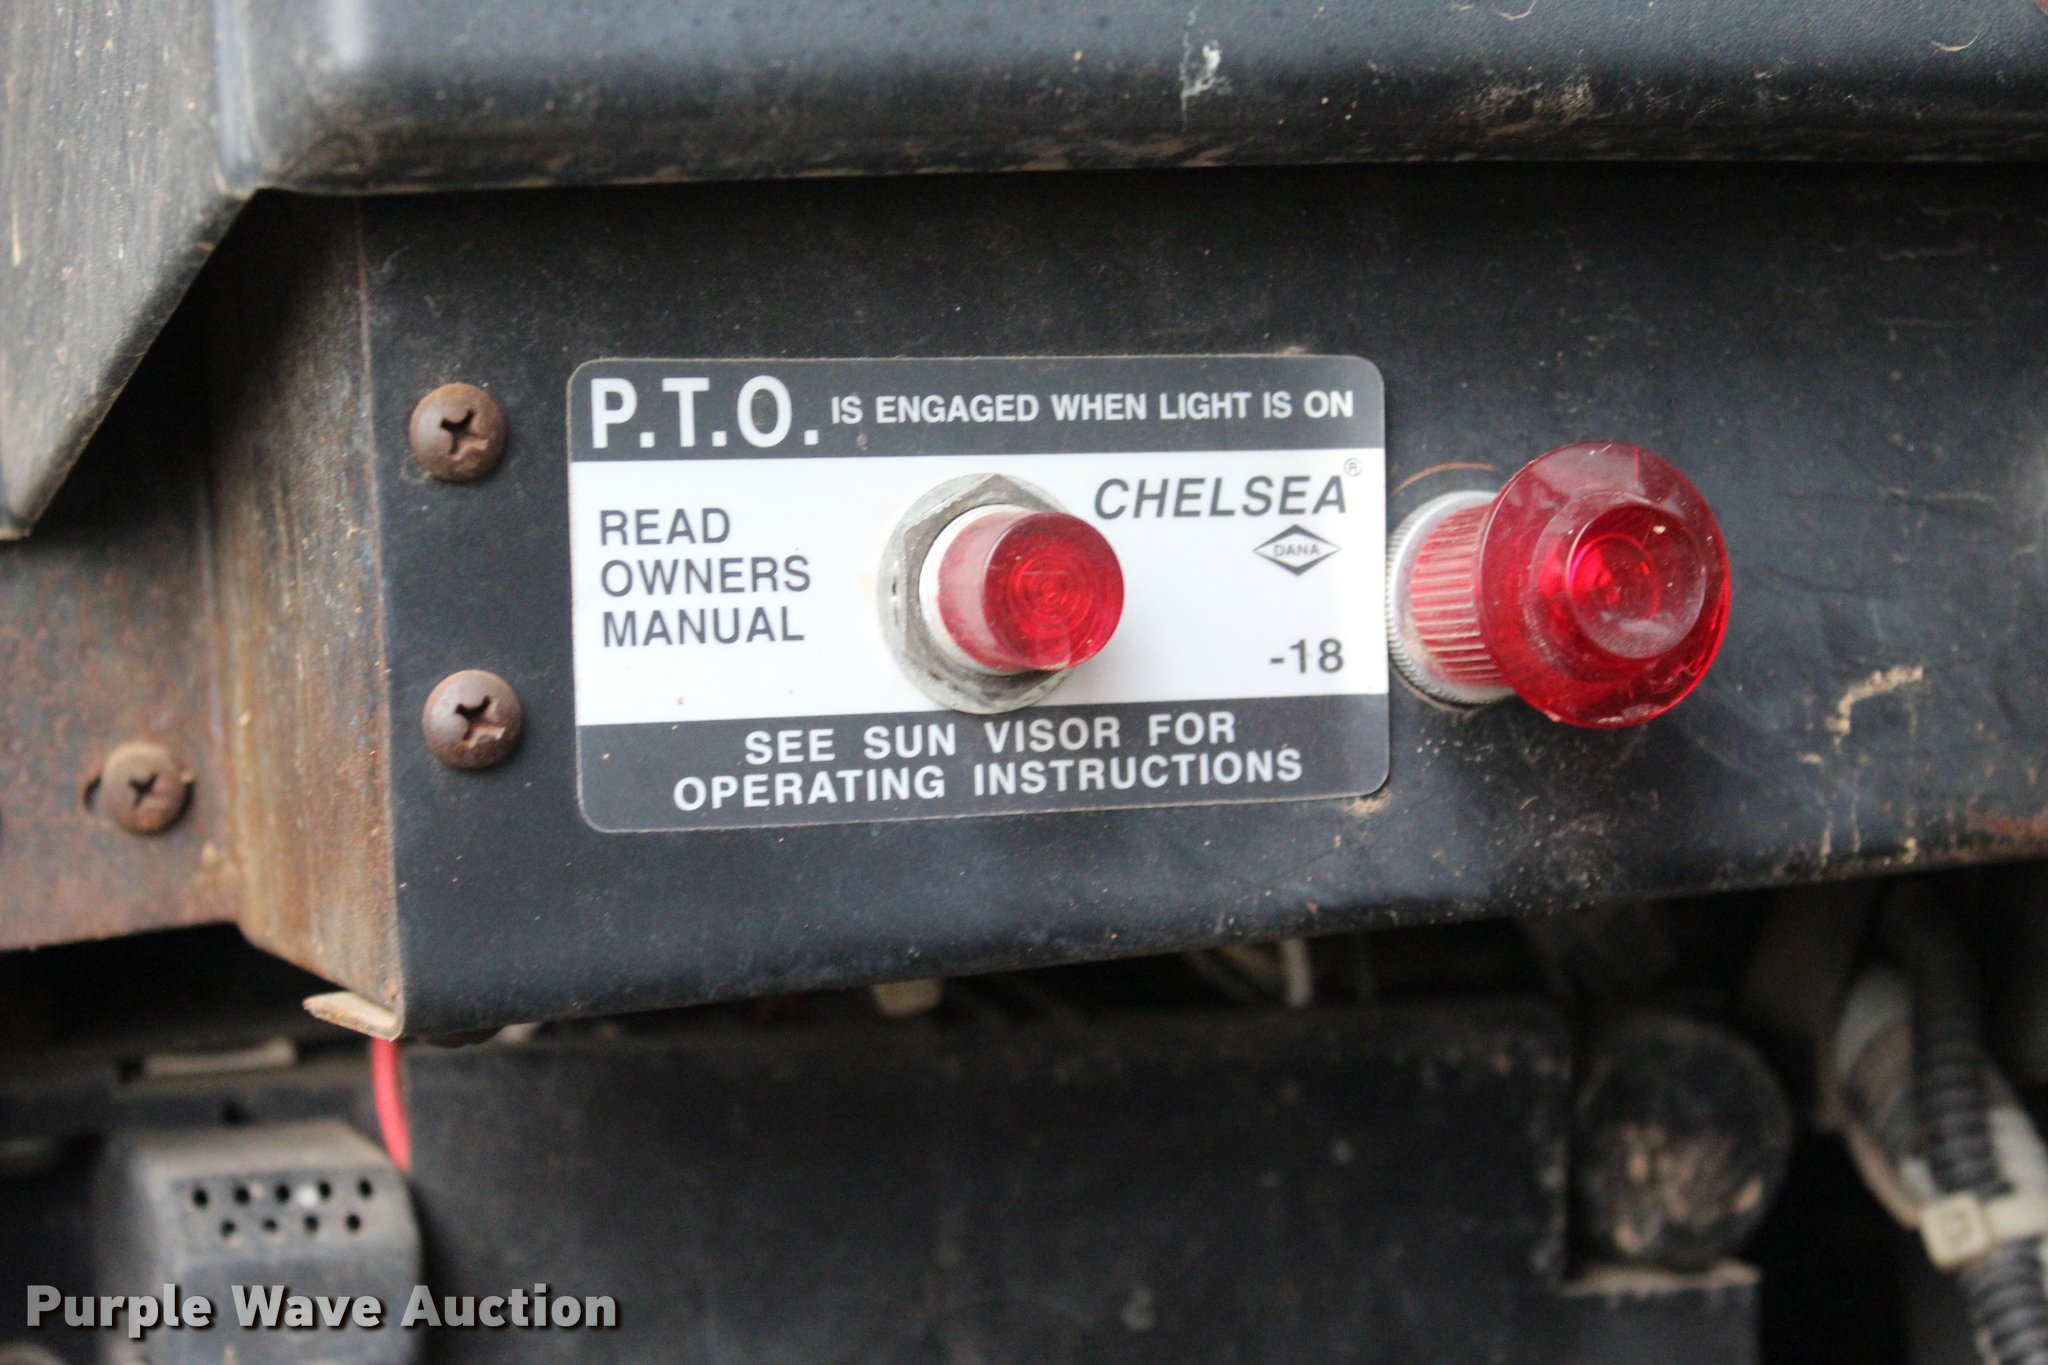 P.T.O. IS ENGAGED WHEN LIGHT IS ON
READ
OWNERS
MANUAL
CHELSEA®
DANA
-18
SEE SUN VISOR FOR
OPERATING INSTRUCTIONS
Purple Wave Auction